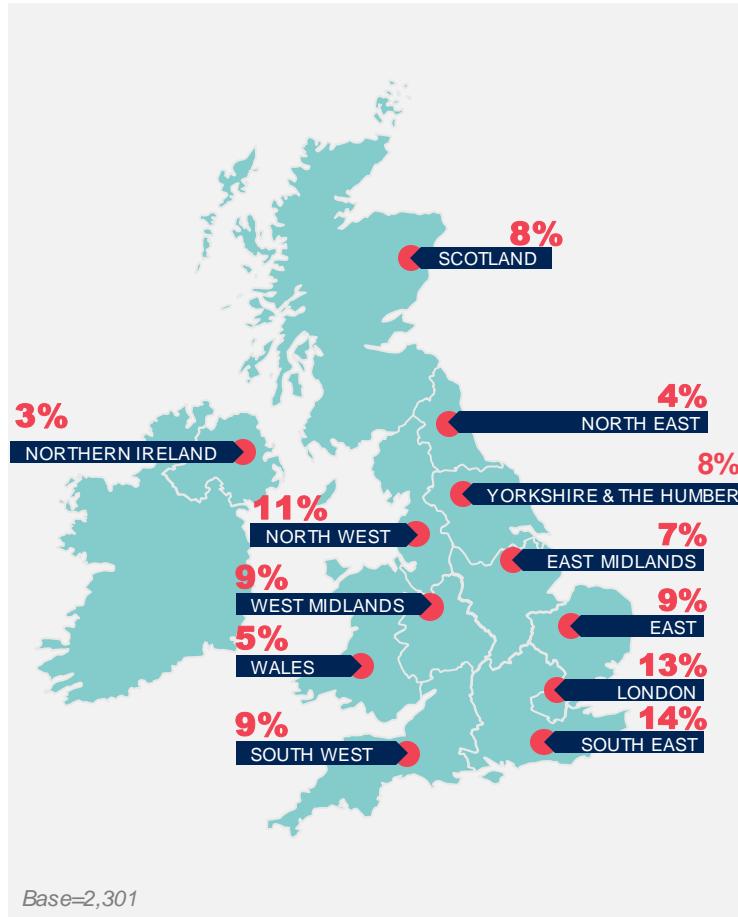 8%
SCOTLAND
4%
NORTH EAST
3%
NORTHERN IRELAND
8%
YORKSHIRE & THE HUMBER
11%
NORTH WEST
7%
EAST MIDLANDS
9%
WEST MIDLANDS
9%
EAST
5%
WALES
13%
LONDON
14%
SOUTH EAST
9%
SOUTH WEST
Base=2,301